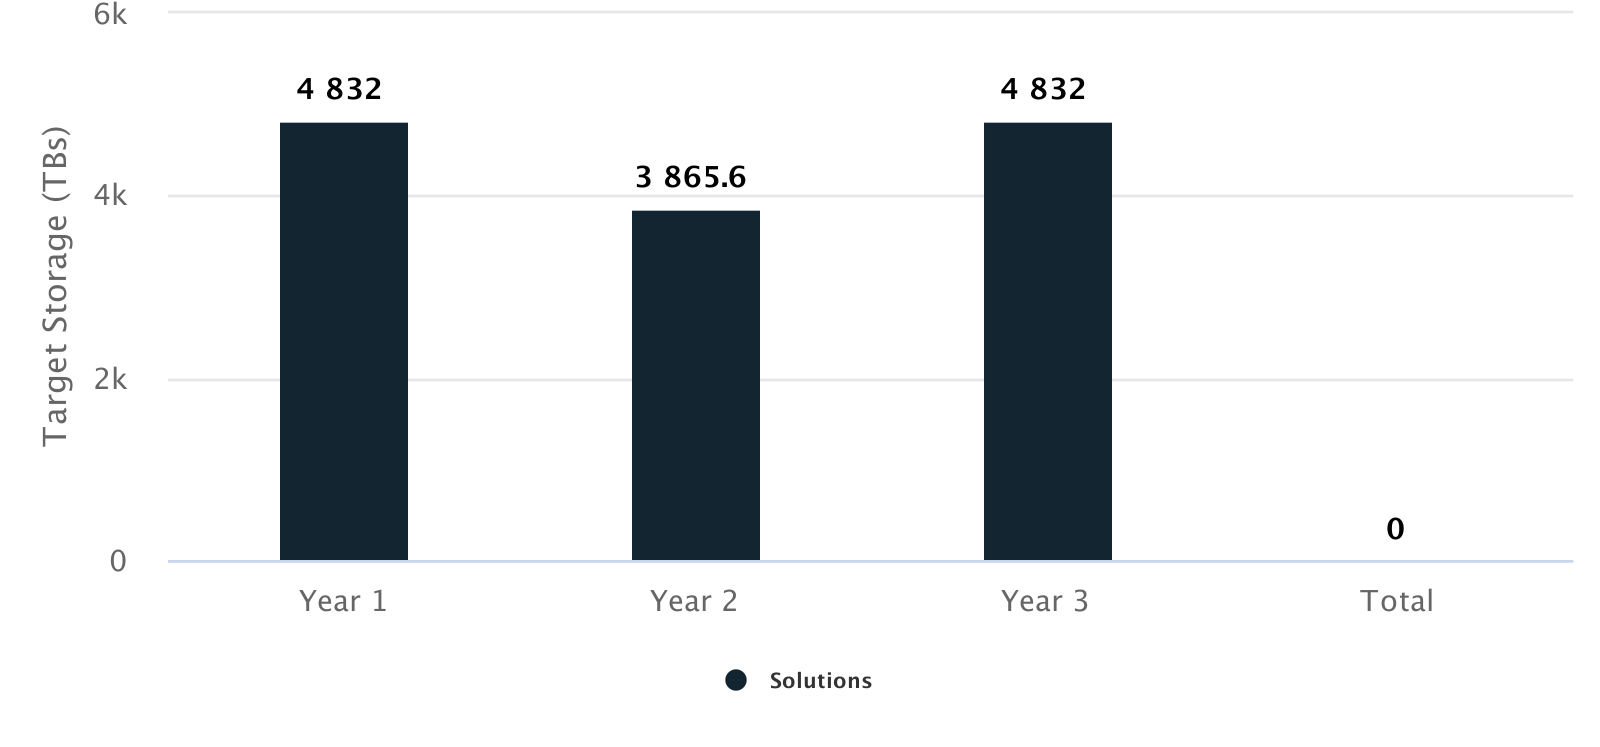 Target Storage (TBs)
6k
4k
2k
0
4 832
3 865.6
4 832
0
Year 1
Year 2
Year 3
Total
Solutions